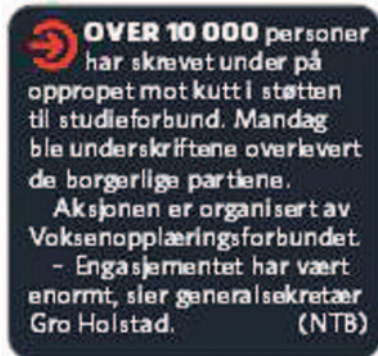 OVER 10 000 personer
har skrevet under på
oppropet mot kutt i støtten
til studieforbund. Mandag
ble underskriftene overlevert
de borgerlige partiene.
Aksjonen er organisert av
Voksenopplæringsforbundet.
– Engasjementet har vært
enormt, sier generalsekretær
Gro Holstad. (NTB)